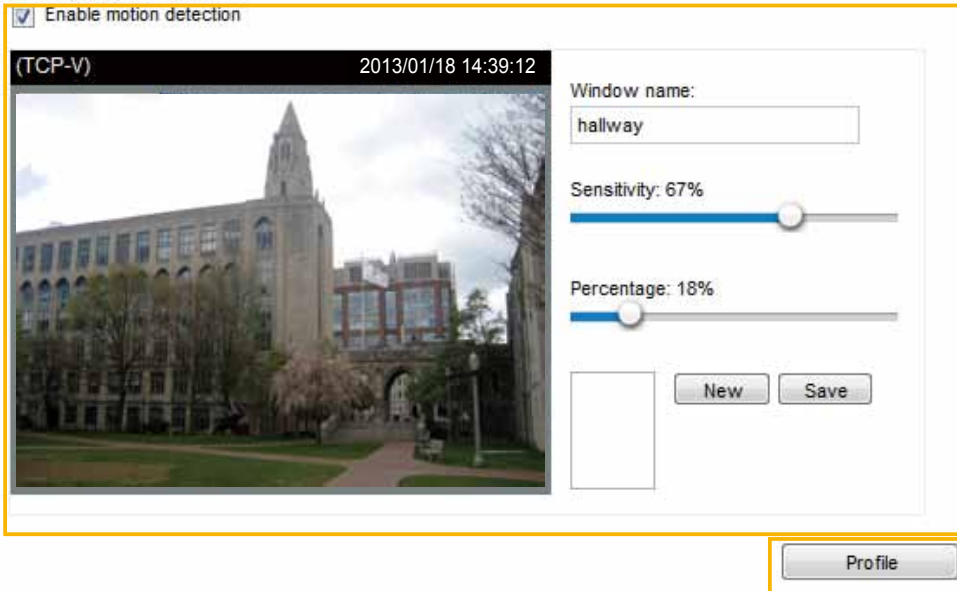 Enable motion detection
(TCP-V) 2013/01/18 14:39:12
Window name:
hallway
Sensitivity: 67%
Percentage: 18%
New Save
Profile